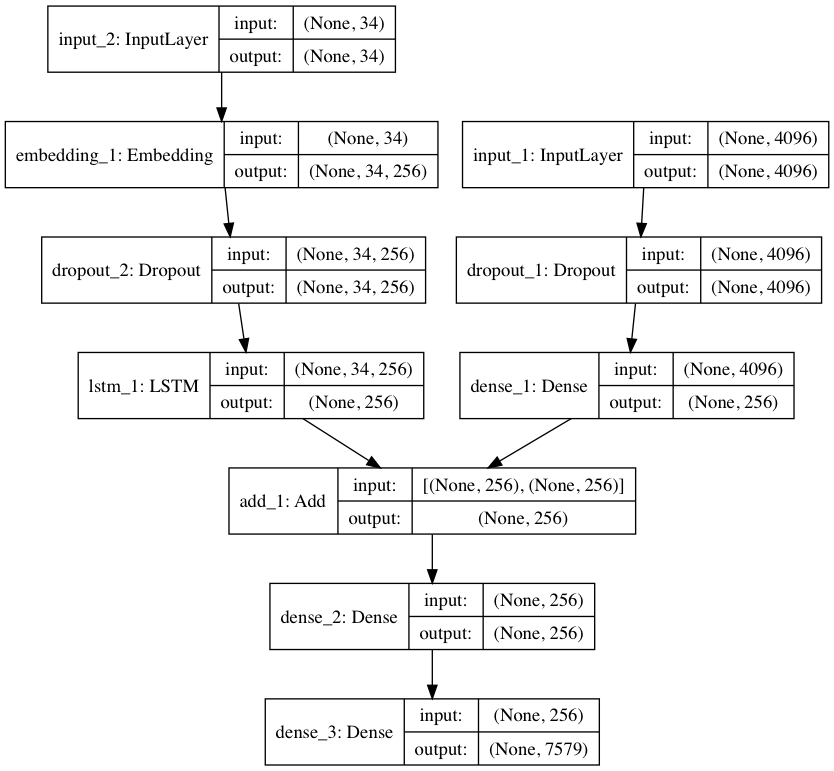 input_2: InputLayer
input: (None, 34)
output: (None, 34)
embedding_1: Embedding
input: (None, 34)
output: (None, 34, 256)
input_1: InputLayer
input: (None, 4096)
output: (None, 4096)
dropout_2: Dropout
input: (None, 34, 256)
output: (None, 34, 256)
dropout_1: Dropout
input: (None, 4096)
output: (None, 4096)
lstm_1: LSTM
input: (None, 34, 256)
output: (None, 256)
dense_1: Dense
input: (None, 4096)
output: (None, 256)
add_1: Add
input: [(None, 256), (None, 256)]
output: (None, 256)
dense_2: Dense
input: (None, 256)
output: (None, 256)
dense_3: Dense
input: (None, 256)
output: (None, 7579)